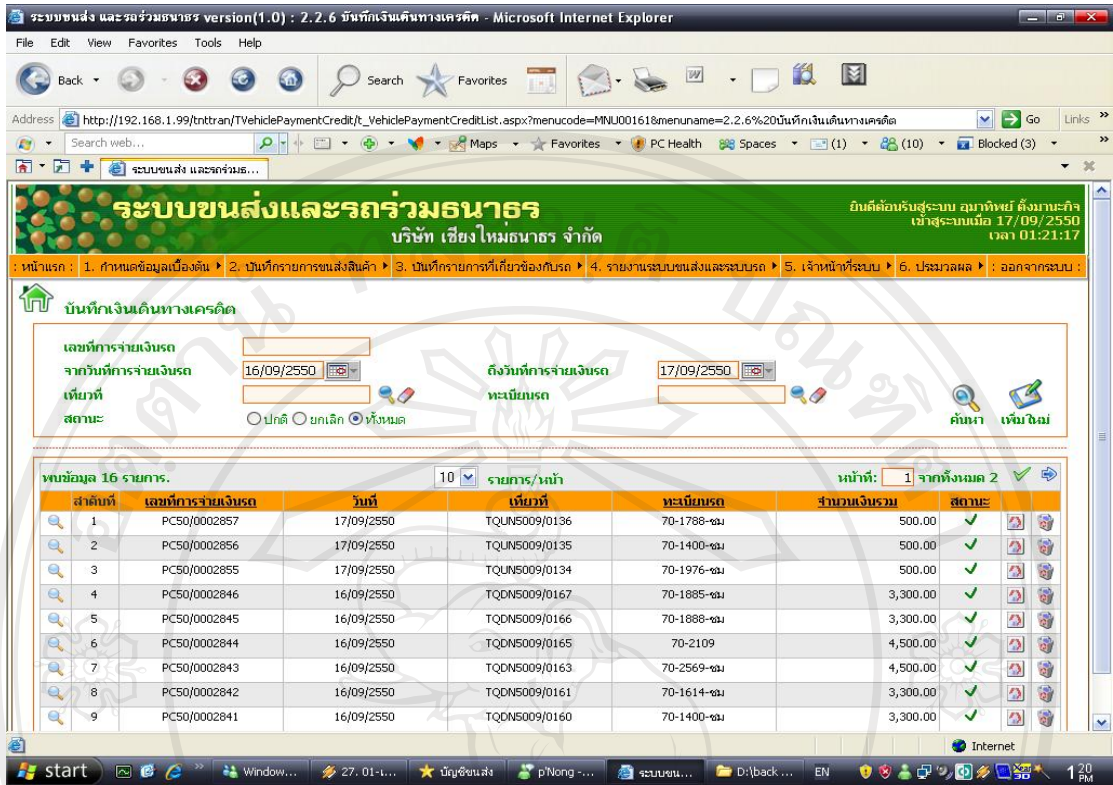 ระบบขนส่ง และรถร่วมธนาธร version(1.0) : 2.2.6 บันทึกเงินเดินทางเครดิต - Microsoft Internet Explorer
File Edit View Favorites Tools Help
Back Search Favorites
Address http://192.168.1.99/tnttran/TVehiclePaymentCredit/t_VehiclePaymentCreditList.aspx?menucode=MNU00161&menuname=2.2.6%20บันทึกเงินเดินทางเครดิต Go Links »
Search web... Maps Favorites PC Health Spaces (1) (10) Blocked (3) »
ระบบขนส่ง และรถร่วมธ...
ระบบขนส่งและรถร่วมธนาธร
บริษัท เชียงใหม่ธนาธร จำกัด
ยินดีต้อนรับสู่ระบบ อุมาทิพย์ ตั้งมานะกิจ
เข้าสู่ระบบเมื่อ 17/09/2550
เวลา 01:21:17
: หน้าแรก : 1. กำหนดข้อมูลเบื้องต้น 2. บันทึกรายการขนส่งสินค้า 3. บันทึกรายการที่เกี่ยวข้องกับรถ 4. รายงานระบบขนส่งและระบบรถ 5. เจ้าหน้าที่ระบบ 6. ประมวลผล : ออกจากระบบ :
บันทึกเงินเดินทางเครดิต
เลขที่การจ่ายเงินรถ
จากวันที่การจ่ายเงินรถ 16/09/2550 ถึงวันที่การจ่ายเงินรถ 17/09/2550
เที่ยวที่ ทะเบียนรถ
สถานะ ปกติ ยกเลิก ทั้งหมด
ค้นหา เพิ่มใหม่
พบข้อมูล 16 รายการ. 10 รายการ/หน้า หน้าที่: 1 จากทั้งหมด 2
ลำดับที่ เลขที่การจ่ายเงินรถ วันที่ เที่ยวที่ ทะเบียนรถ จำนวนเงินรวม สถานะ
1 PC50/0002857 17/09/2550 TQUN5009/0136 70-1788-ชม 500.00
2 PC50/0002856 17/09/2550 TQUN5009/0135 70-1400-ชม 500.00
3 PC50/0002855 17/09/2550 TQUN5009/0134 70-1976-ชม 500.00
4 PC50/0002846 16/09/2550 TQDN5009/0167 70-1885-ชม 3,300.00
5 PC50/0002845 16/09/2550 TQDN5009/0166 70-1888-ชม 3,300.00
6 PC50/0002844 16/09/2550 TQDN5009/0165 70-2109 4,500.00
7 PC50/0002843 16/09/2550 TQDN5009/0163 70-2569-ชม 4,500.00
8 PC50/0002842 16/09/2550 TQDN5009/0161 70-1614-ชม 3,300.00
9 PC50/0002841 16/09/2550 TQDN5009/0160 70-1400-ชม 3,300.00
Internet
start » Window... 27. 01-เ... บัญชีขนส่ง p'Nong -... ระบบขน... D:\back ... EN 1:20 PM